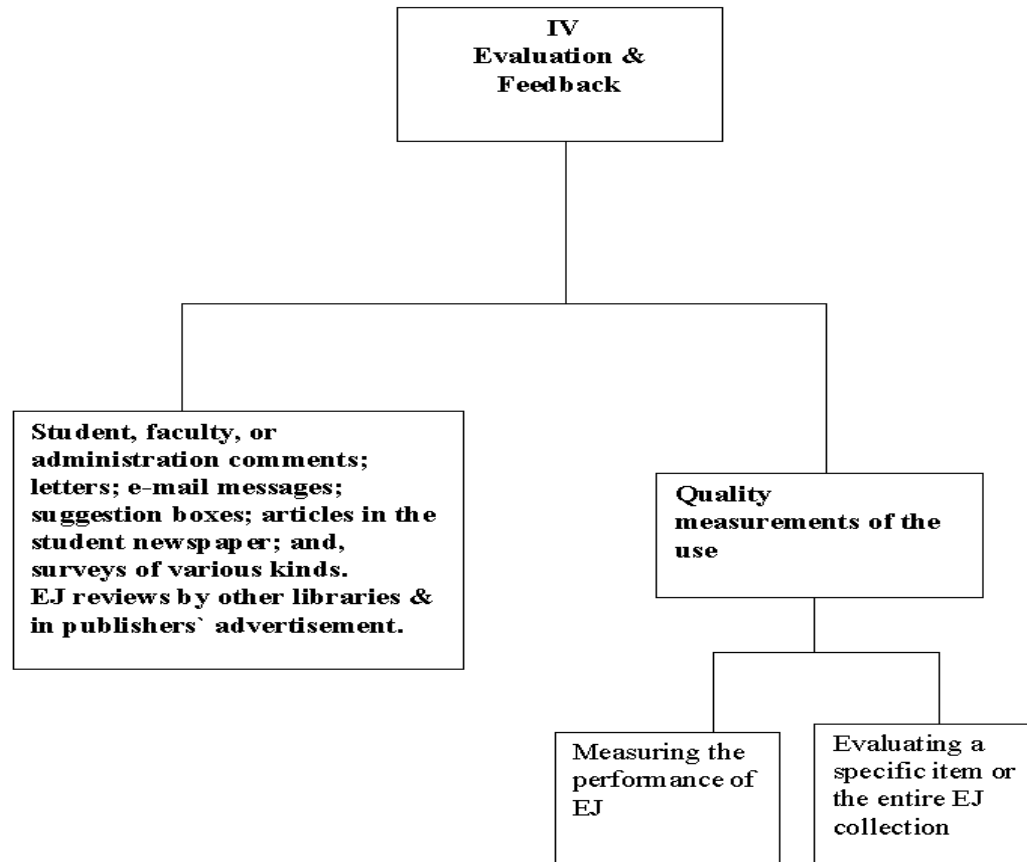 IV
Evaluation &
Feedback
Student, faculty, or
administration comments;
letters; e-mail messages;
suggestion boxes; articles in the
student newspaper; and,
surveys of various kinds.
EJ reviews by other libraries &
in publishers` advertisement.
Quality
measurements of the
use
Measuring the
performance of
EJ
Evaluating a
specific item or
the entire EJ
collection